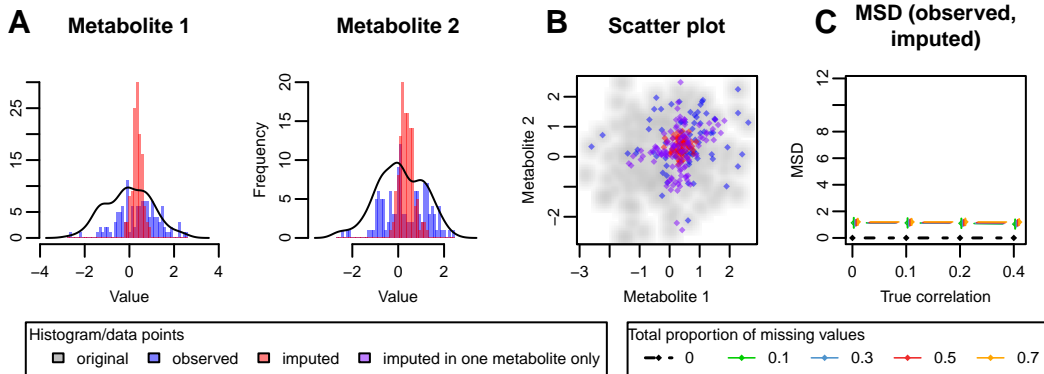 A
Metabolite 1
0
5
15
25
−4
−2
0
2
4
Value
Metabolite 2
Frequency
0
5
10
15
20
−4
−2
0
2
4
Value
B
Scatter plot
Metabolite 2
−2
0
1
2
−3
−2
−1
0
1
2
Metabolite 1
C
MSD (observed,
imputed)
MSD
0
2
4
6
8
12
0
0.1
0.2
0.4
True correlation
Histogram/data points
original
observed
imputed
imputed in one metabolite only
Total proportion of missing values
0
0.1
0.3
0.5
0.7